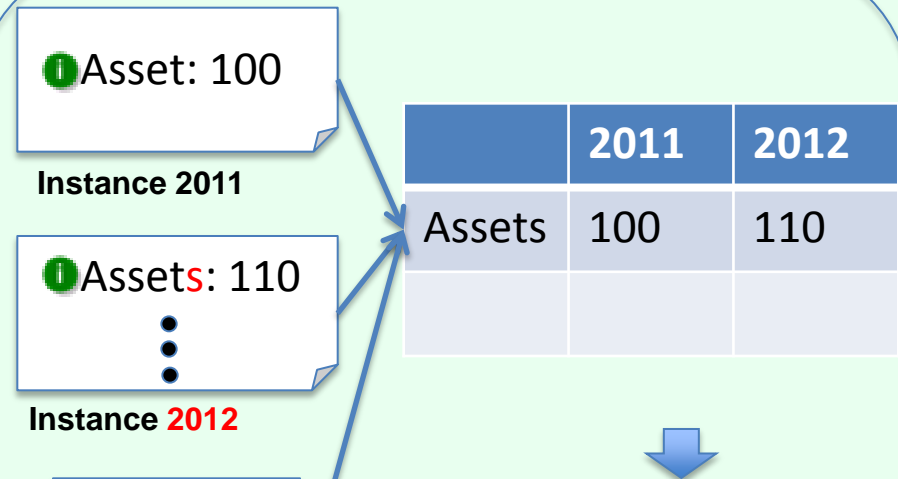 Asset: 100
Instance 2011
Assets: 110
Instance 2012
2011 2012
Assets 100 110